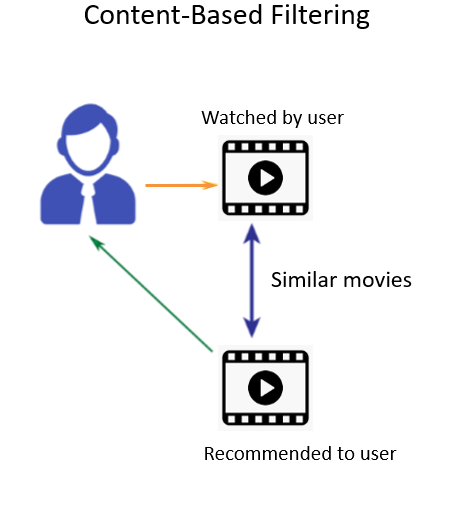 Content-Based Filtering
Watched by user
Similar movies
Recommended to user